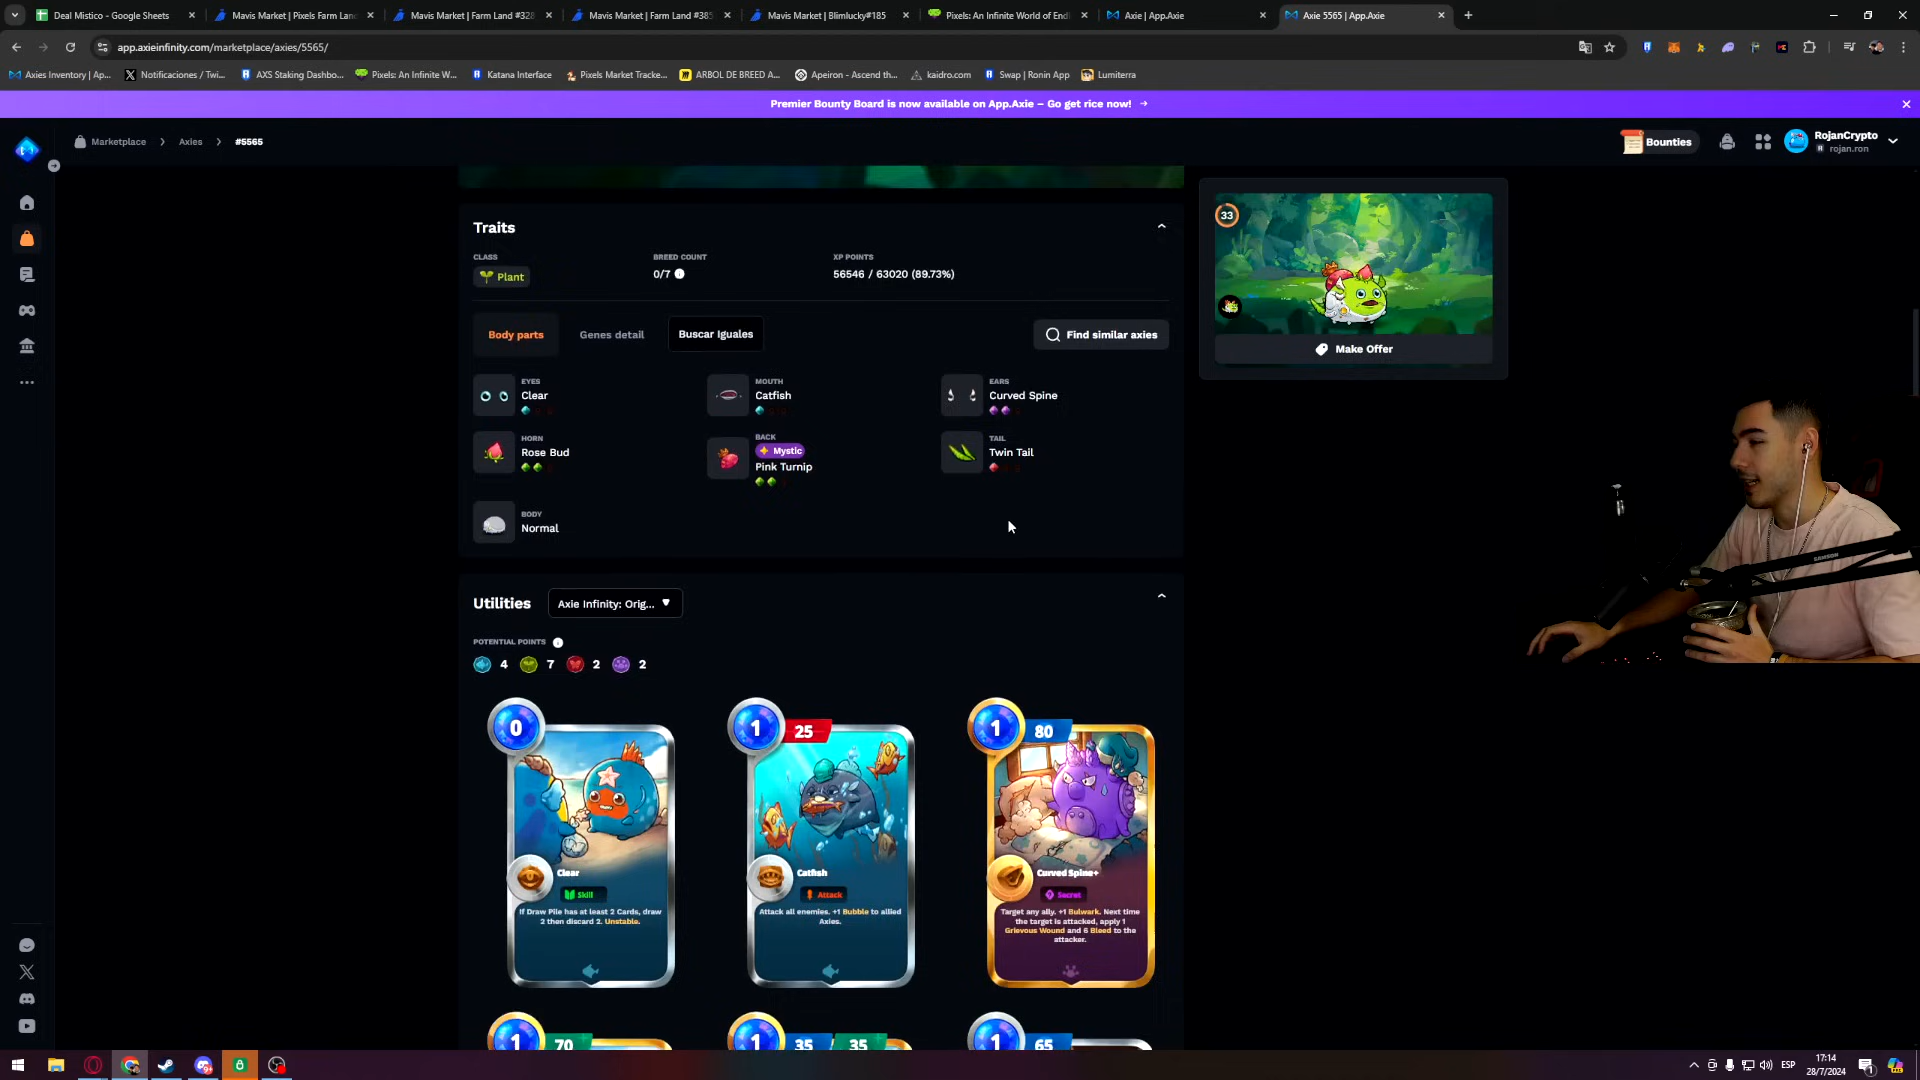 Deal Mistico - Google Sheets
Mavis Market | Pixels Farm Lan
Mavis Market | Farm Land #328
Mavis Market | Farm Land #385
Mavis Market | Blimlucky#185
Pixels: An Infinite World of End
Axie | App.Axie
Axie 5565 | App.Axie
app.axieinfinity.com/marketplace/axies/5565/
Axies Inventory | Ap...
Notificaciones / Twi...
AXS Staking Dashbo...
Pixels: An Infinite W...
Katana Interface
Pixels Market Tracke...
ARBOL DE BREED A...
Apeiron - Ascend th...
kaidro.com
Swap | Ronin App
Lumiterra
Premier Bounty Board is now available on App.Axie – Go get rice now! →
Marketplace > Axies > #5565
Bounties
RojanCrypto
rojan.ron
Traits
CLASS
Plant
BREED COUNT
0/7
XP POINTS
56546 / 63020 (89.73%)
Body parts
Genes detail
Buscar Iguales
Find similar axies
EYES
Clear
MOUTH
Catfish
EARS
Curved Spine
HORN
Rose Bud
BACK
Mystic
Pink Turnip
TAIL
Twin Tail
BODY
Normal
33
Make Offer
Utilities
Axie Infinity: Orig...
POTENTIAL POINTS
4 7 2 2
0
Clear
Skill
If Draw Pile has at least 2 Cards, draw
2 then discard 2. Unstable.
1 25
Catfish
Attack
Attack all enemies. +1 Bubble to allied
Axies.
1 80
Curved Spine+
Secret
Target any ally. +1 Bulwark. Next time
the target is attacked, apply 1
Grievous Wound and 6 Bleed to the
attacker.
1 70
1 35 35
1 65
SAMSON
ESP
17:14
28/7/2024